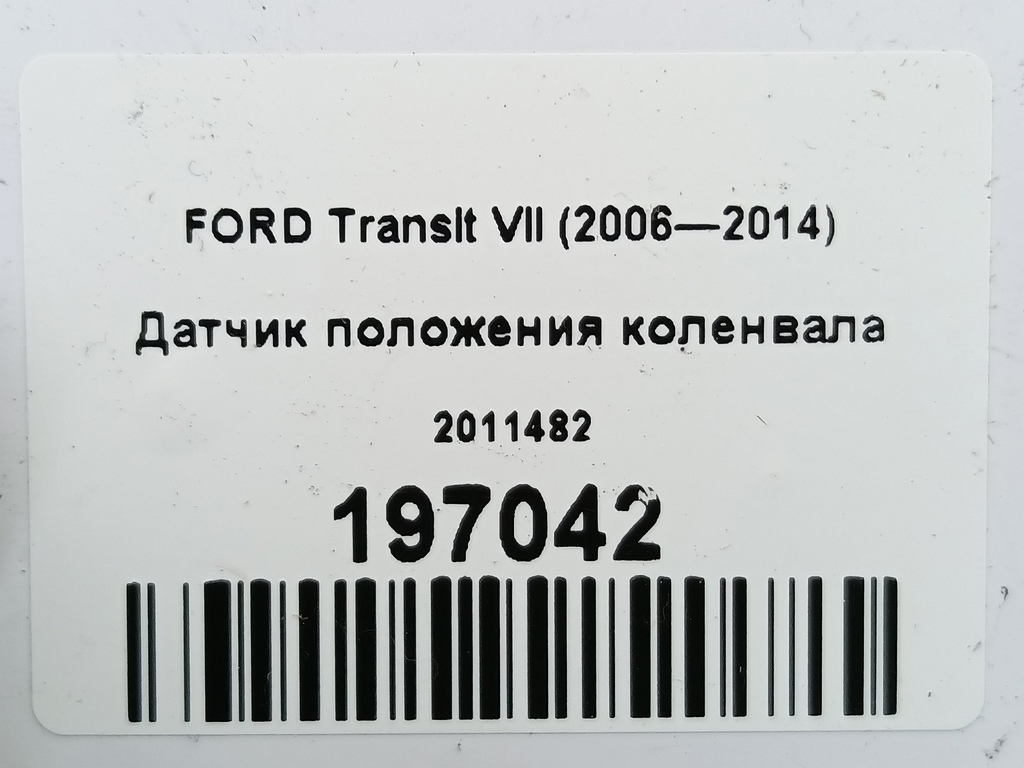 FORD Transit VII (2006—2014)
Датчик положения коленвала
2011482
197042